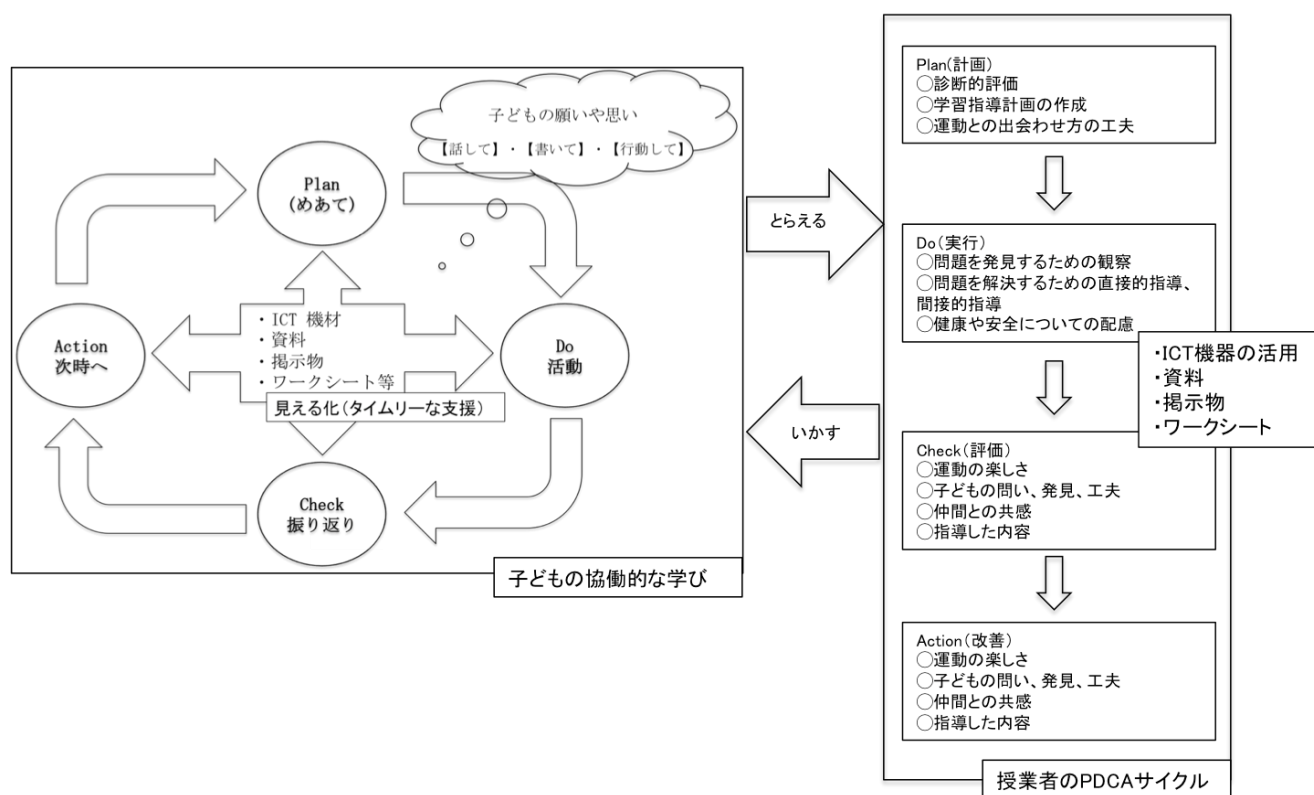 子どもの願いや思い
【話して】・【書いて】・【行動して】
Plan
(めあて)
・ICT 機材
・資料
・掲示物
・ワークシート等
見える化(タイムリーな支援)
Action
次時へ
Do
活動
Check
振り返り
子どもの協働的な学び
とらえる
いかす
Plan(計画)
○診断的評価
○学習指導計画の作成
○運動との出会わせ方の工夫
Do(実行)
○問題を発見するための観察
○問題を解決するための直接的指導、
間接的指導
○健康や安全についての配慮
・ICT機器の活用
・資料
・掲示物
・ワークシート
Check(評価)
○運動の楽しさ
○子どもの問い、発見、工夫
○仲間との共感
○指導した内容
Action(改善)
○運動の楽しさ
○子どもの問い、発見、工夫
○仲間との共感
○指導した内容
授業者のPDCAサイクル